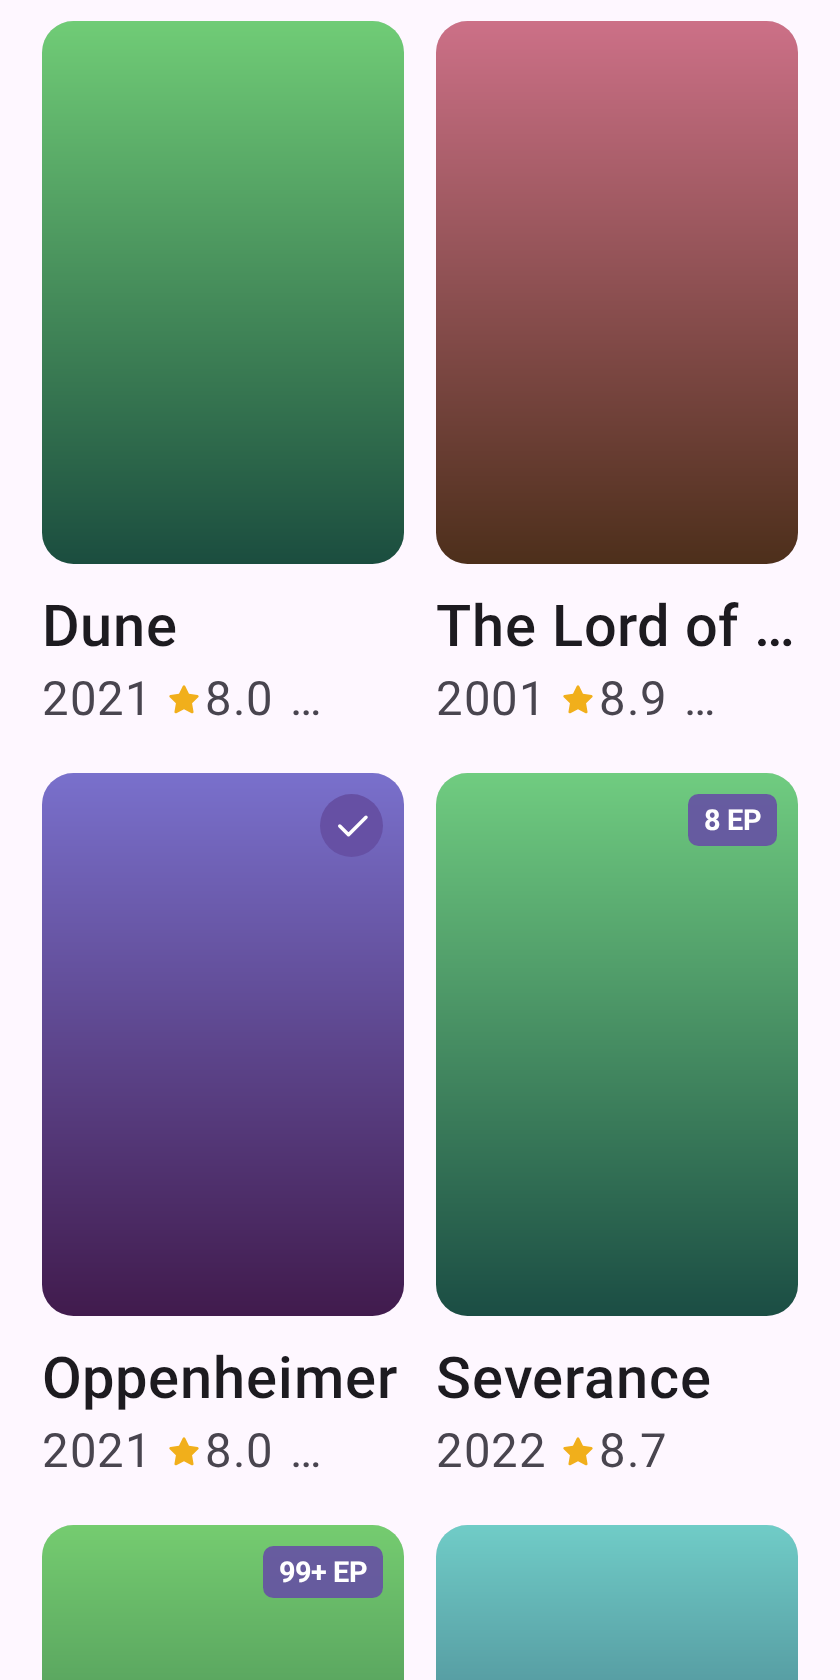 Dune
The Lord of ...
2021 ★8.0 ...
2001 ★8.9 ...
8 EP
Oppenheimer
Severance
2021 ★8.0 ...
2022 ★8.7
99+ EP